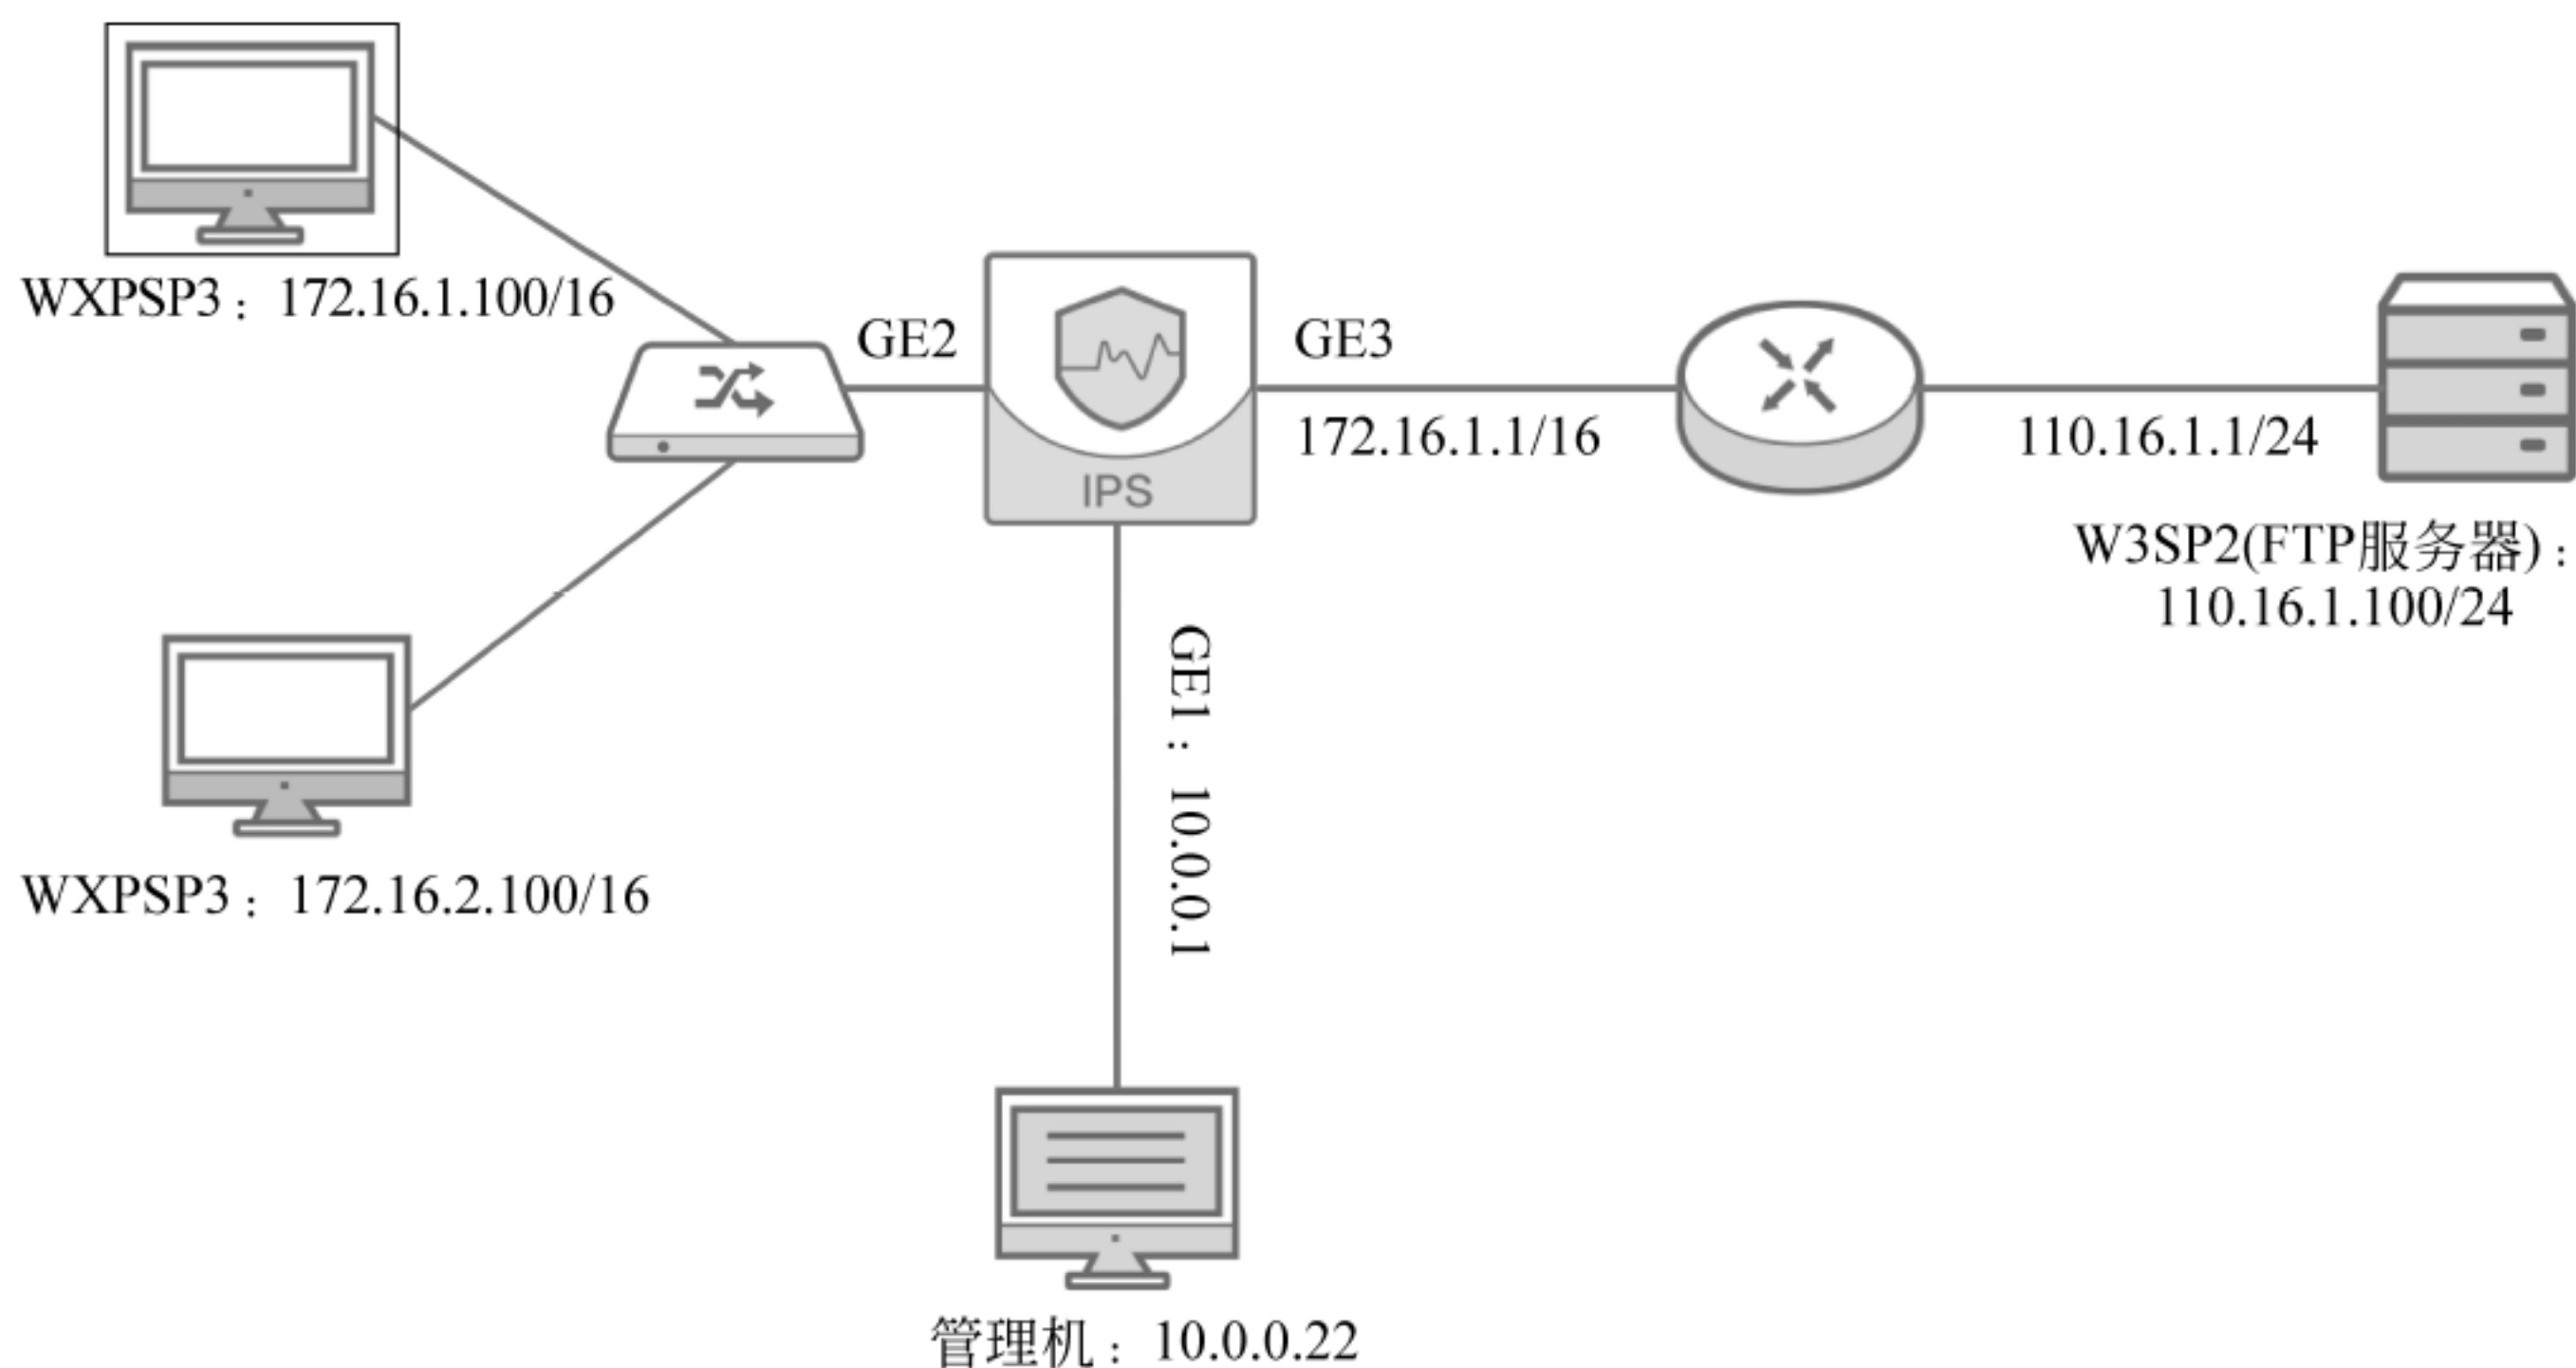 WXPSP3：172.16.1.100/16
GE2
GE3
172.16.1.1/16
110.16.1.1/24
IPS
W3SP2(FTP服务器)：
110.16.1.100/24
GE1：10.0.0.1
WXPSP3：172.16.2.100/16
管理机：10.0.0.22